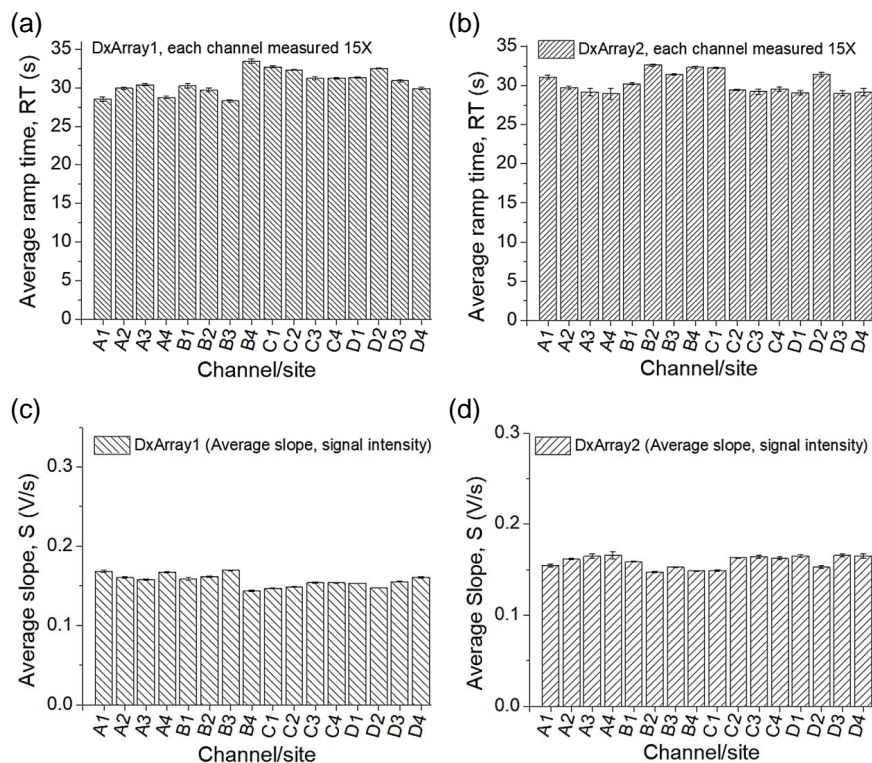 (a)
DxArray1, each channel measured 15X
Average ramp time, RT (s)
35
30
25
20
15
10
5
0
A1 A2 A3 A4 B1 B2 B3 B4 C1 C2 C3 C4 D1 D2 D3 D4
Channel/site
(b)
DxArray2, each channel measured 15X
Average ramp time, RT (s)
35
30
25
20
15
10
5
0
A1 A2 A3 A4 B1 B2 B3 B4 C1 C2 C3 C4 D1 D2 D3 D4
Channel/site
(c)
DxArray1 (Average slope, signal intensity)
Average slope, S (V/s)
0.3
0.2
0.1
0.0
A1 A2 A3 A4 B1 B2 B3 B4 C1 C2 C3 C4 D1 D2 D3 D4
Channel/site
(d)
DxArray2 (Average slope, signal intensity)
Average Slope, S (V/s)
0.3
0.2
0.1
0.0
A1 A2 A3 A4 B1 B2 B3 B4 C1 C2 C3 C4 D1 D2 D3 D4
Channel/site